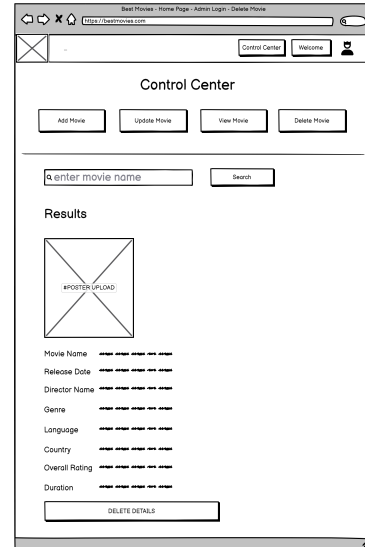 Best Movies - Home Page - Admin Login - Delete Movie
https://bestmovies.com
Control Center
Welcome
Control Center
Add Movie
Update Movie
View Movie
Delete Movie
enter movie name
Search
Results
#POSTER UPLOAD
Movie Name
Release Date
Director Name
Genre
Language
Country
Overall Rating
Duration
DELETE DETAILS